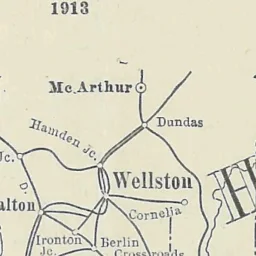 1913
Mc.Arthur
Dundas
Hamden Jc.
Jc.
Wellston
D.
alton
Cornelia
Ironton
Jc.
Berlin
Crossroads